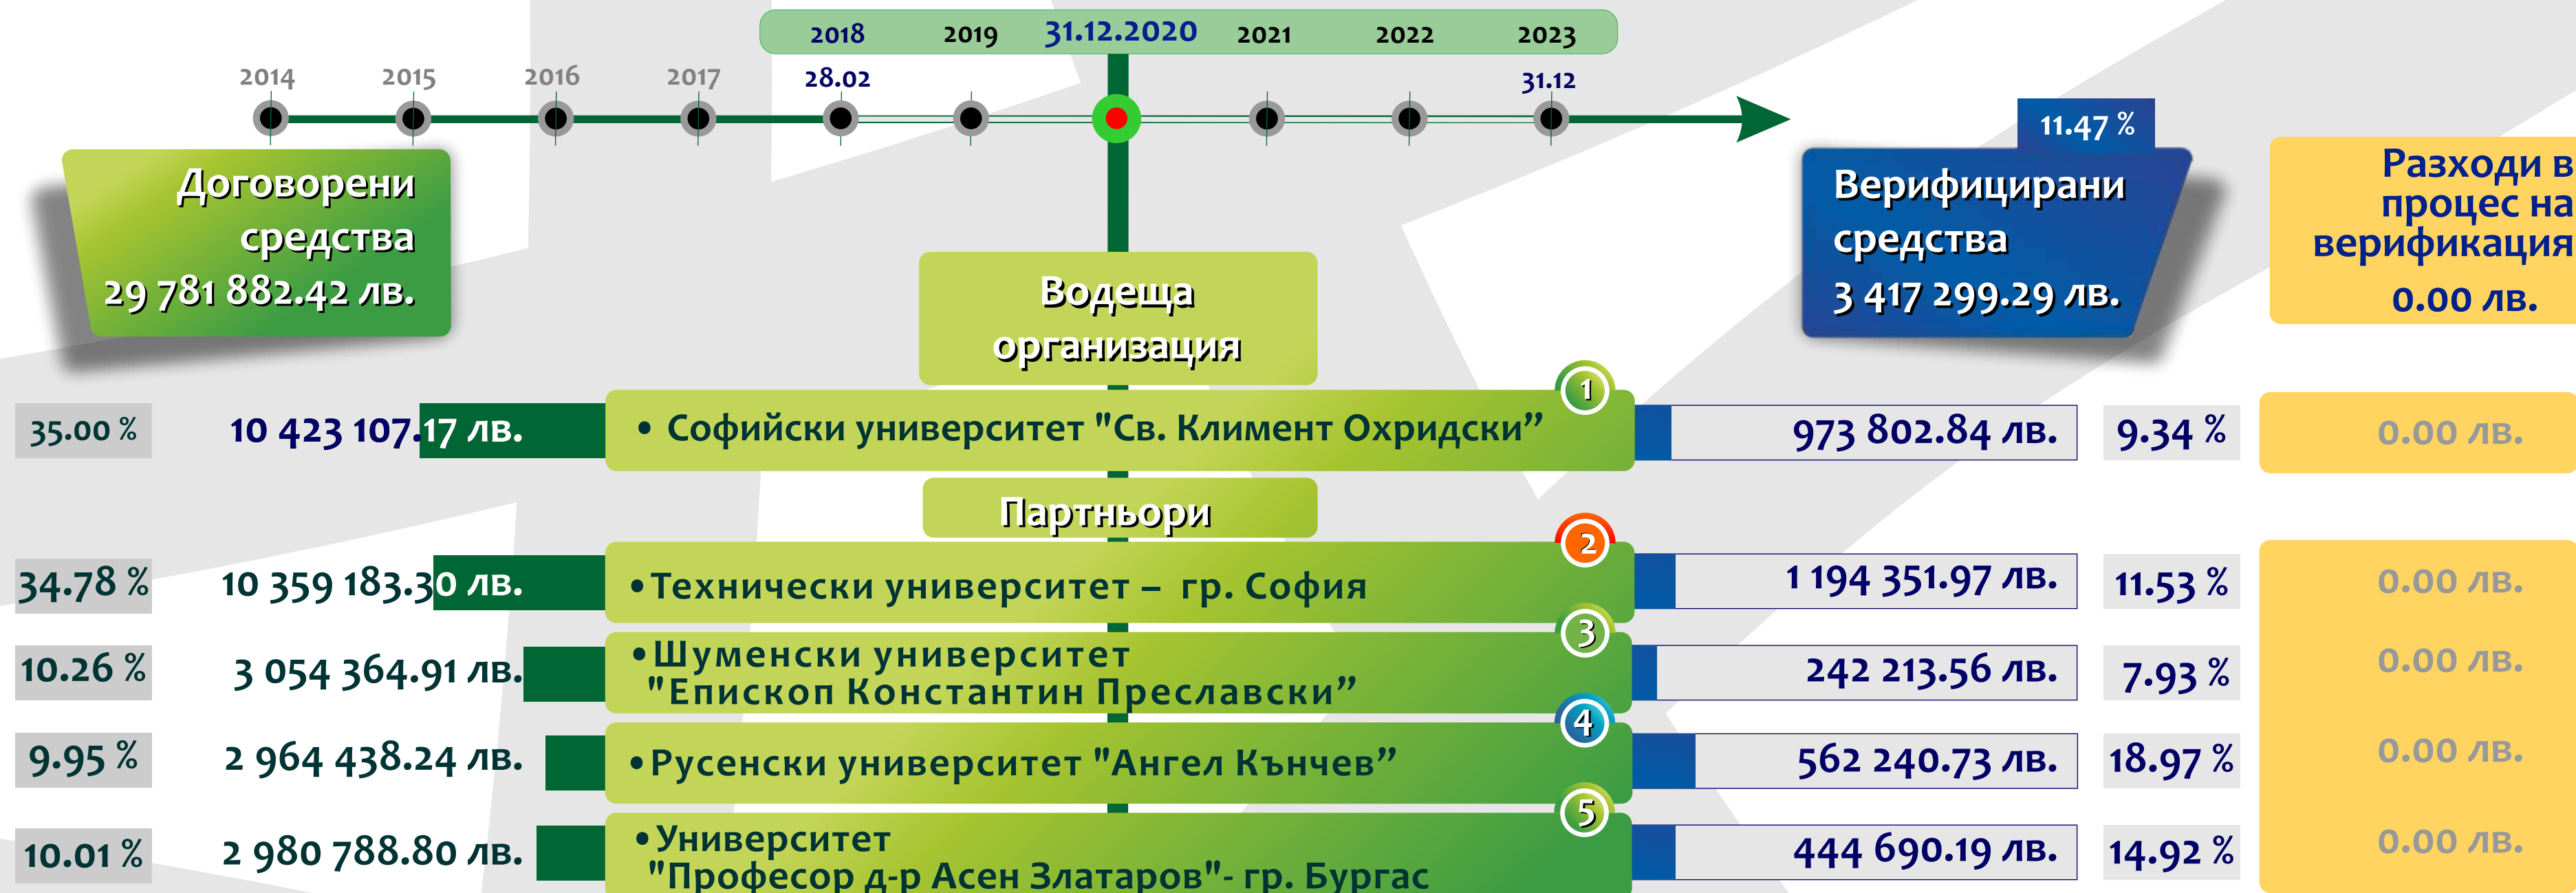 2018 2019 31.12.2020 2021 2022 2023
2014 2015 2016 2017 28.02 31.12
Договорени
средства
29 781 882.42 лв.
11.47 %
Верифицирани
средства
3 417 299.29 лв.
Разходи в
процес на
верификация
0.00 лв.
Водеща
организация
1
35.00 % 10 423 107.17 лв. • Софийски университет "Св. Климент Охридски” 973 802.84 лв. 9.34 % 0.00 лв.
Партньори
2
34.78 % 10 359 183.30 лв. •Технически университет – гр. София 1 194 351.97 лв. 11.53 % 0.00 лв.
3
10.26 % 3 054 364.91 лв. •Шуменски университет
"Епископ Константин Преславски” 242 213.56 лв. 7.93 % 0.00 лв.
4
9.95 % 2 964 438.24 лв. •Русенски университет "Ангел Кънчев” 562 240.73 лв. 18.97 % 0.00 лв.
5
10.01 % 2 980 788.80 лв. •Университет
"Професор д-р Асен Златаров"- гр. Бургас 444 690.19 лв. 14.92 % 0.00 лв.